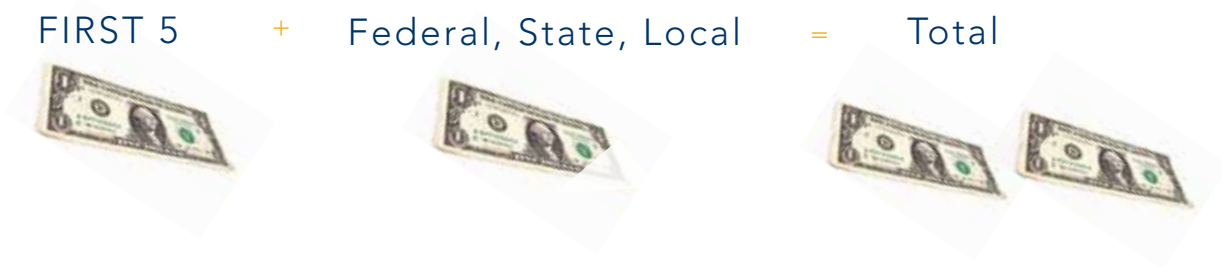 FIRST 5 + Federal, State, Local = Total